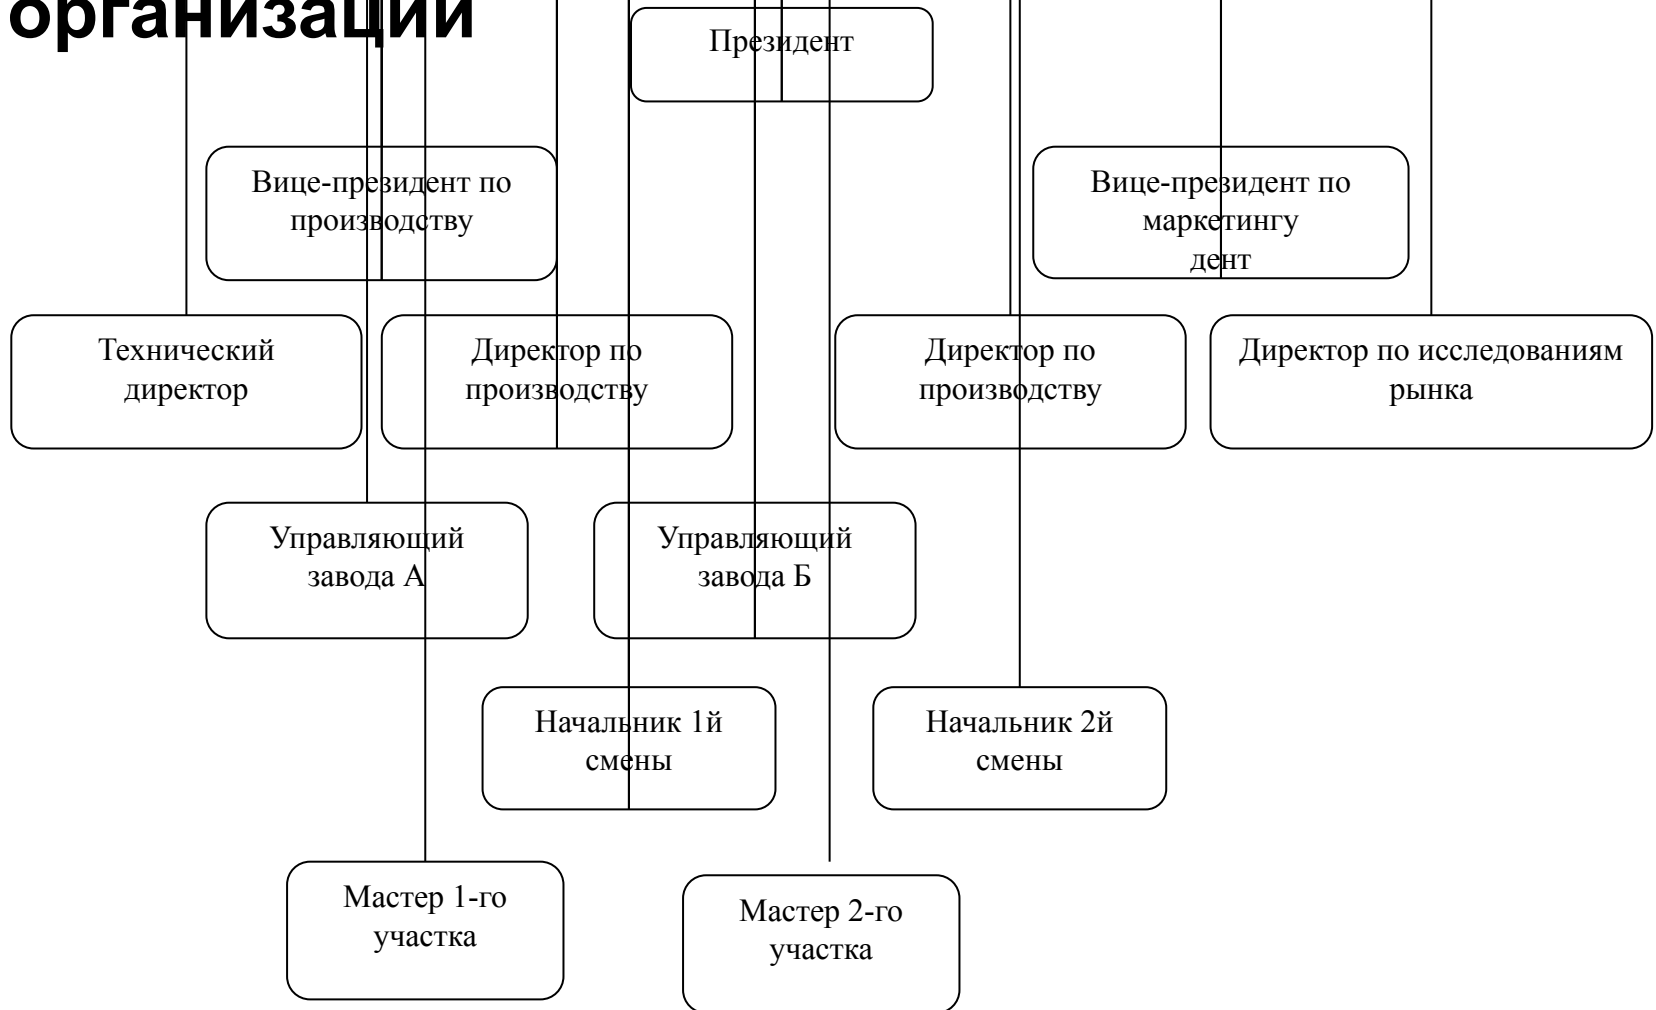 организации
Президент
Вице-президент по
производству
Вице-президент по
маркетингу
дент
Технический
директор
Директор по
производству
Директор по
производству
Директор по исследованиям
рынка
Управляющий
завода А
Управляющий
завода Б
Начальник 1й
смены
Начальник 2й
смены
Мастер 1-го
участка
Мастер 2-го
участка